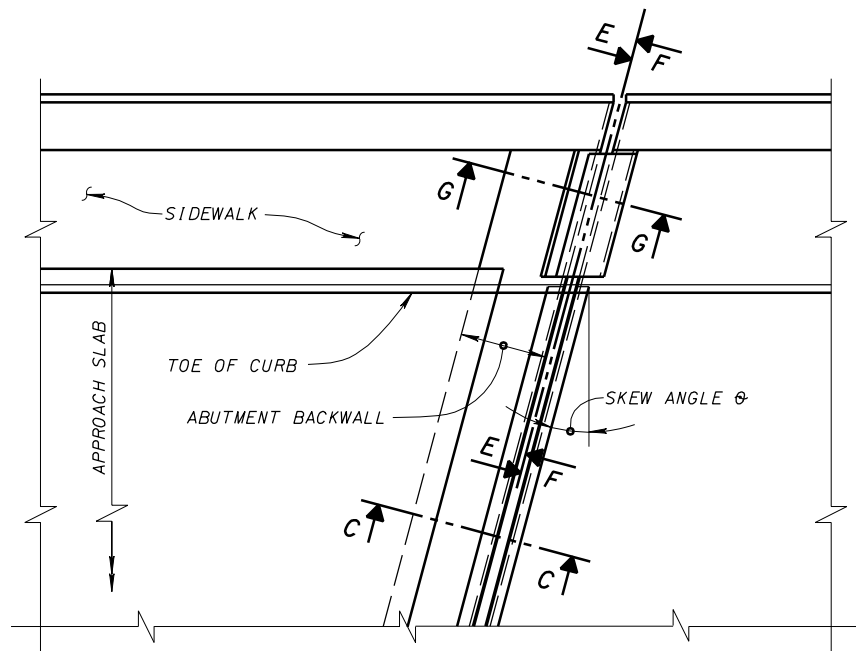 E
F
G
G
SIDEWALK
APPROACH SLAB
TOE OF CURB
ABUTMENT BACKWALL
SKEW ANGLE Θ
E
F
C
C